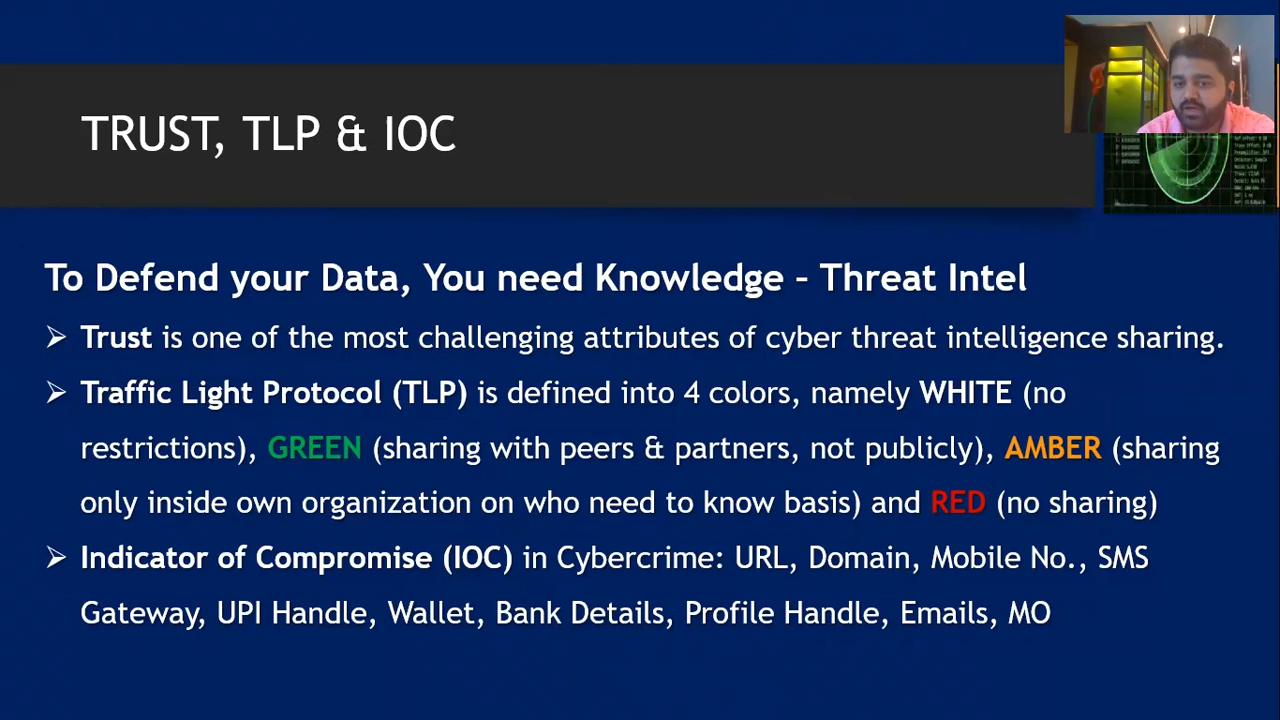 TRUST, TLP & IOC
To Defend your Data, You need Knowledge – Threat Intel
➤ Trust is one of the most challenging attributes of cyber threat intelligence sharing.
➤ Traffic Light Protocol (TLP) is defined into 4 colors, namely WHITE (no
restrictions), GREEN (sharing with peers & partners, not publicly), AMBER (sharing
only inside own organization on who need to know basis) and RED (no sharing)
➤ Indicator of Compromise (IOC) in Cybercrime: URL, Domain, Mobile No., SMS
Gateway, UPI Handle, Wallet, Bank Details, Profile Handle, Emails, MO